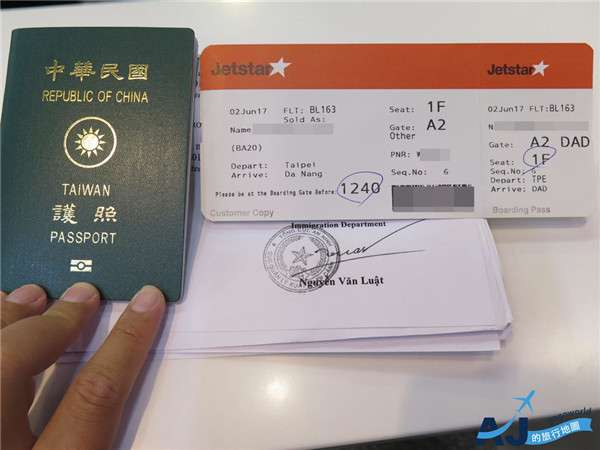 中華民國
REPUBLIC OF CHINA
TAIWAN
護照
PASSPORT
Jetstar
02Jun17 FLT: BL163
Sold As:
Name
(BA20)
Depart: Taipei
Arrive: Da Nang
Please be at the Boarding Gate Before: 1240
Customer Copy
Seat: 1F
Gate: A2
Other
PNR: W
Seq.No: 6
Jetstar
02Jun17 FLT:BL163
N
Gate: A2 DAD
Seat: 1F
Seq.No: 6
Depart: TPE
Arrive: DAD
Boarding Pass
Immigration Department
Nguyễn Văn Luật
AJ
的旅行地圖